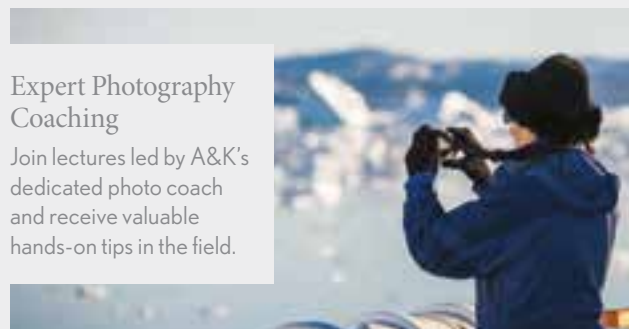 Expert Photography
Coaching
Join lectures led by A&K's
dedicated photo coach
and receive valuable
hands-on tips in the field.